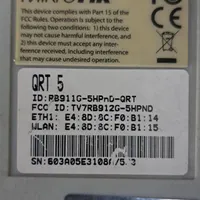 This device complies with Part 15 of the
FCC Rules. Operation is subject to
the following two conditions: (1) this device
may not cause harmful interference, and
(2) this device must accept any
interference received, including
interference that may cause
undesired operation.
QRT 5
ID:RB911G-5HPnD-QRT
FCC ID:TV7RB912G-5HPND
ETH1: E4:8D:8C:F0:B1:14
WLAN: E4:8D:8C:F0:B1:15